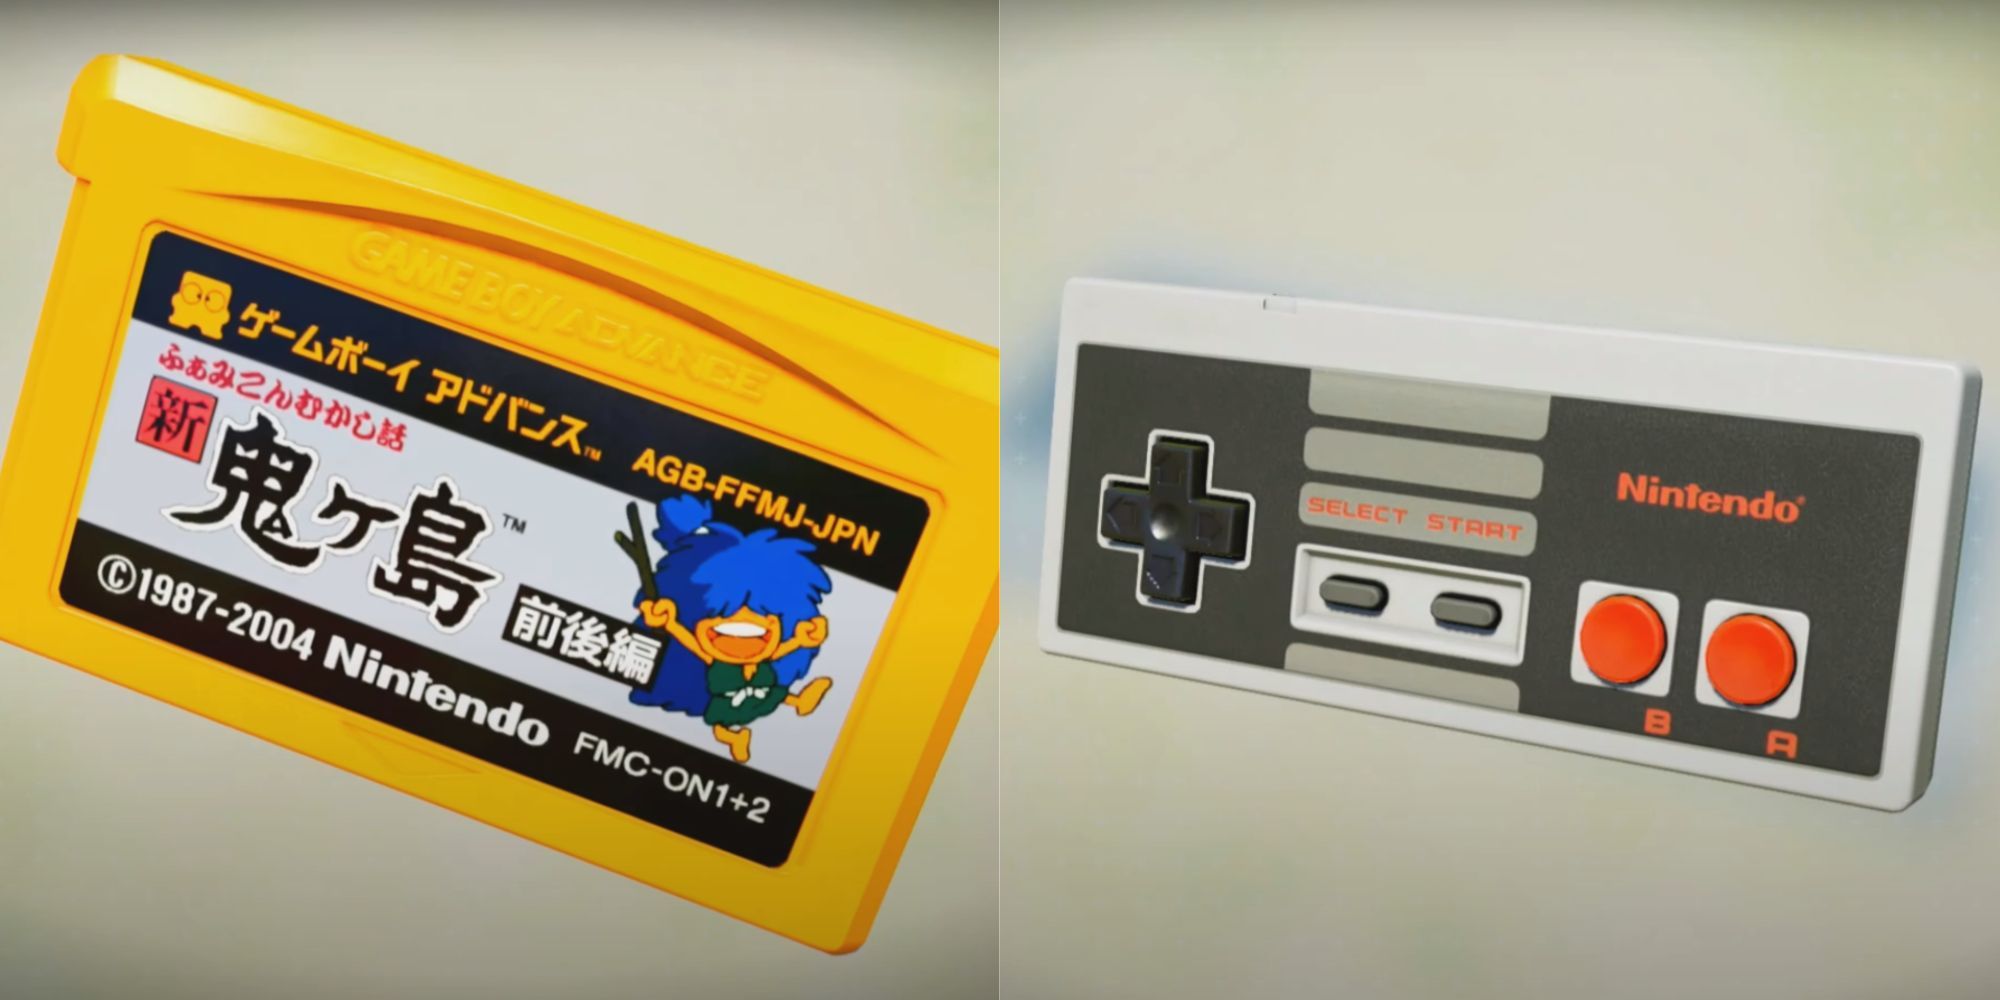 GAME BOY ADVANCE
ゲームボーイ アドバンス™
AGB-FFMJ-JPN
ふぁみこんむかし話
新
鬼ヶ島™
前後編
©1987-2004 Nintendo FMC-ON1+2
Nintendo®
SELECT START
B A